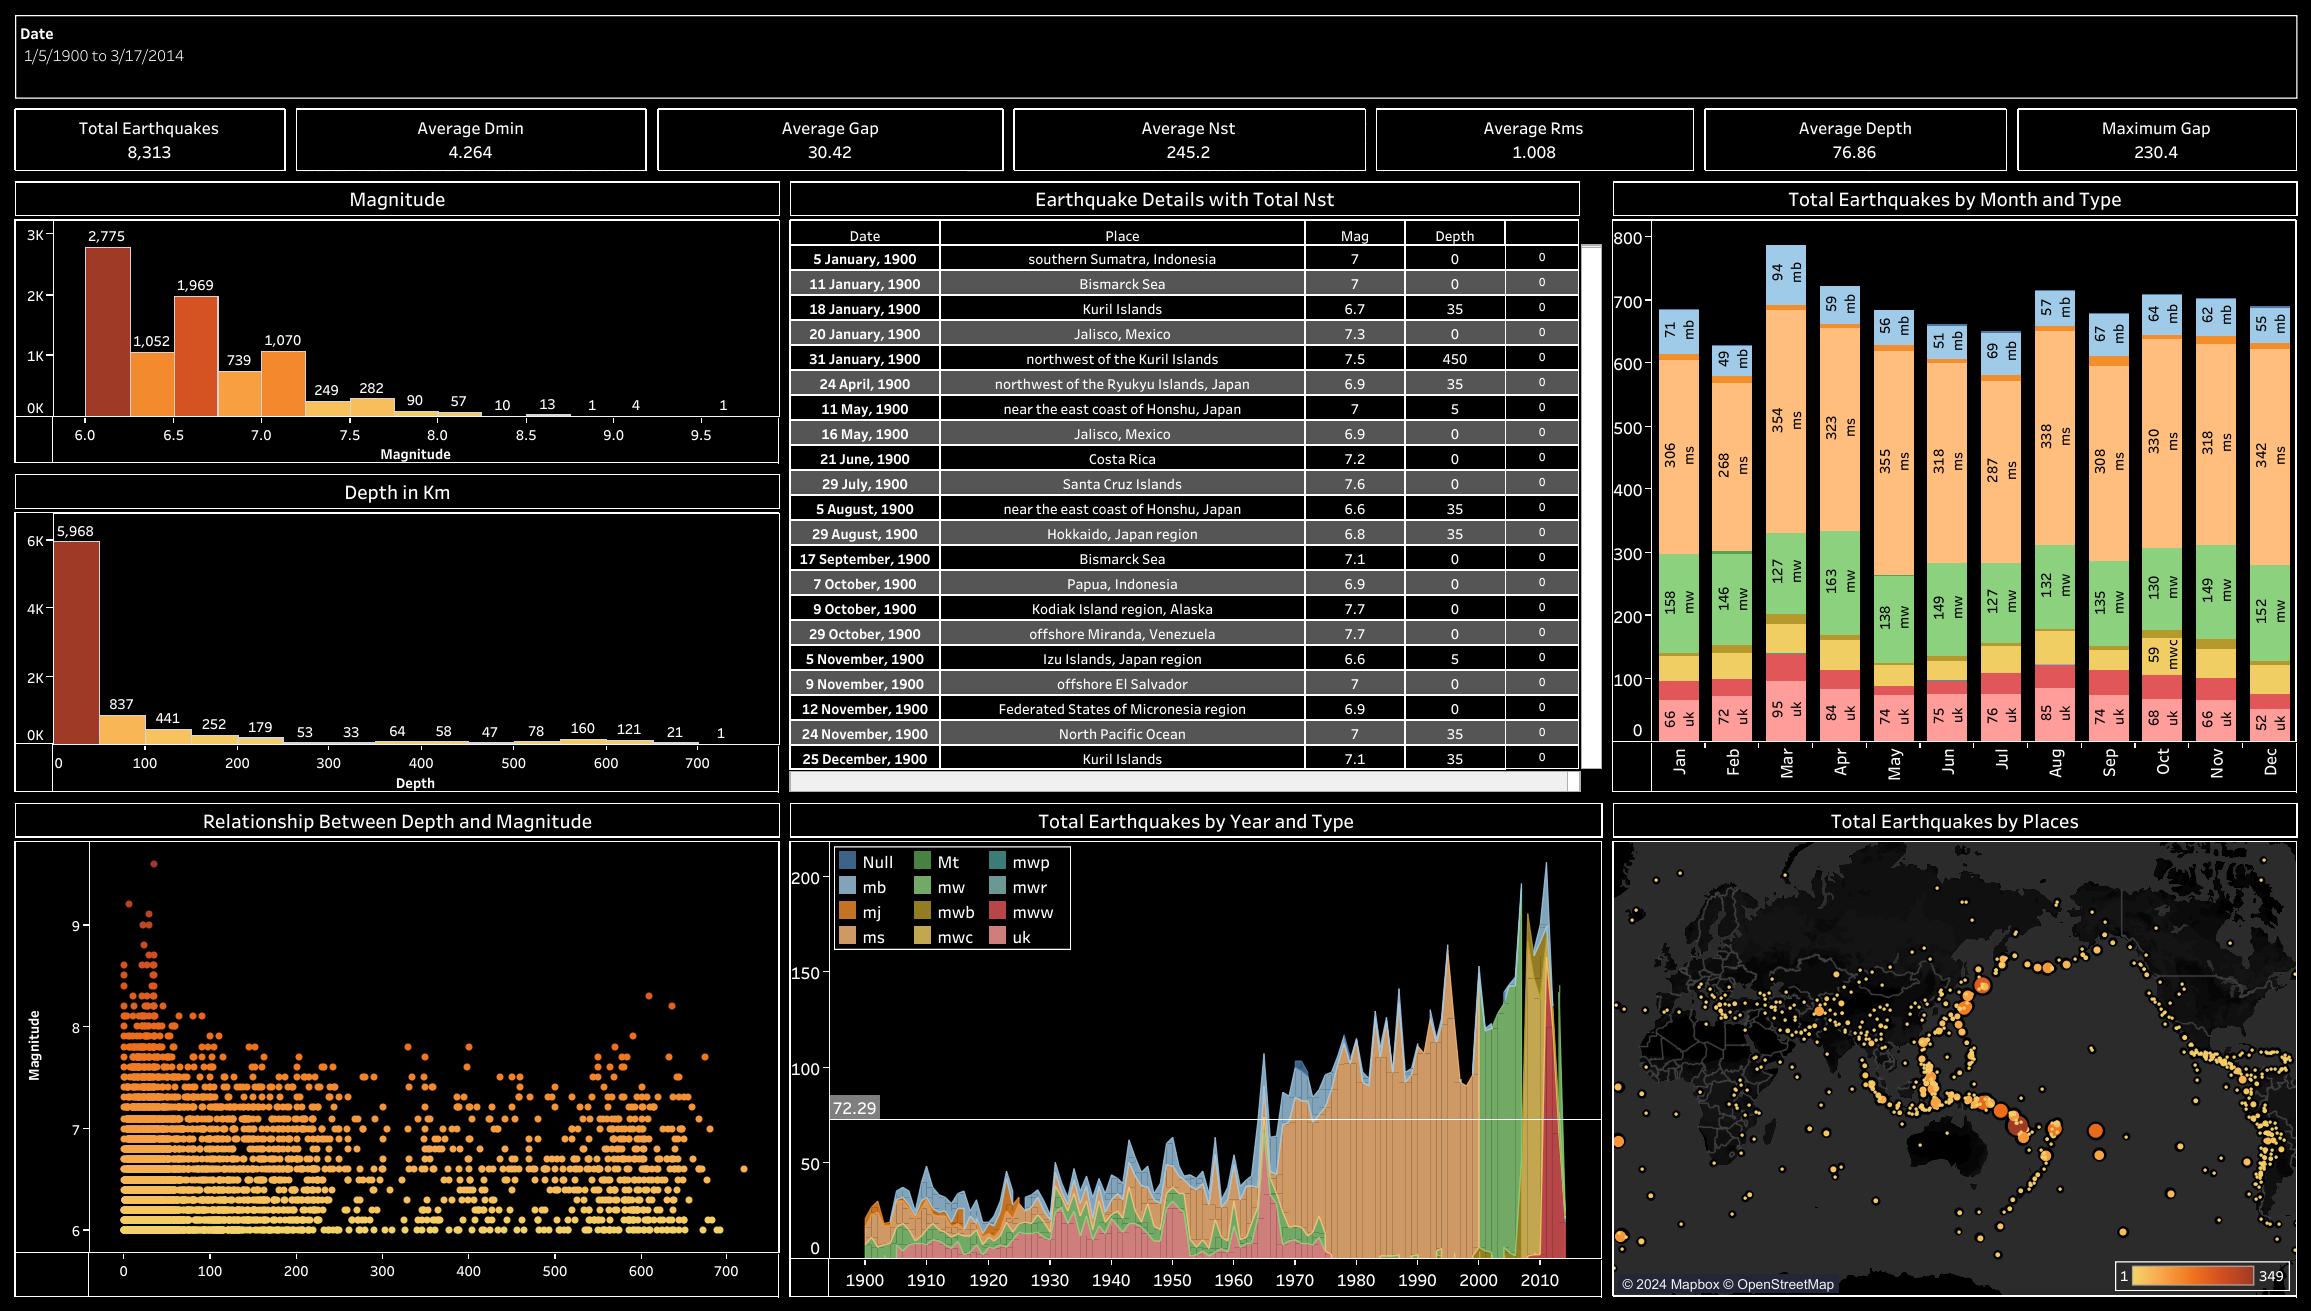 Date
1/5/1900 to 3/17/2014
Total Earthquakes
8,313
Average Dmin
4.264
Average Gap
30.42
Average Nst
245.2
Average Rms
1.008
Average Depth
76.86
Maximum Gap
230.4
Magnitude
3K
2K
1K
0K
2,775
1,052
1,969
739
1,070
249
282
90
57
10
13
1
4
1
6.0 6.5 7.0 7.5 8.0 8.5 9.0 9.5
Magnitude
Depth in Km
6K
4K
2K
0K
5,968
837
441
252
179
53
33
64
58
47
78
160
121
21
1
0 100 200 300 400 500 600 700
Depth
Earthquake Details with Total Nst
Date Place Mag Depth
5 January, 1900 southern Sumatra, Indonesia 7 0 0
11 January, 1900 Bismarck Sea 7 0 0
18 January, 1900 Kuril Islands 6.7 35 0
20 January, 1900 Jalisco, Mexico 7.3 0 0
31 January, 1900 northwest of the Kuril Islands 7.5 450 0
24 April, 1900 northwest of the Ryukyu Islands, Japan 6.9 35 0
11 May, 1900 near the east coast of Honshu, Japan 7 5 0
16 May, 1900 Jalisco, Mexico 6.9 0 0
21 June, 1900 Costa Rica 7.2 0 0
29 July, 1900 Santa Cruz Islands 7.6 0 0
5 August, 1900 near the east coast of Honshu, Japan 6.6 35 0
29 August, 1900 Hokkaido, Japan region 6.8 35 0
17 September, 1900 Bismarck Sea 7.1 0 0
7 October, 1900 Papua, Indonesia 6.9 0 0
9 October, 1900 Kodiak Island region, Alaska 7.7 0 0
29 October, 1900 offshore Miranda, Venezuela 7.7 0 0
5 November, 1900 Izu Islands, Japan region 6.6 5 0
9 November, 1900 offshore El Salvador 7 0 0
12 November, 1900 Federated States of Micronesia region 6.9 0 0
24 November, 1900 North Pacific Ocean 7 35 0
25 December, 1900 Kuril Islands 7.1 35 0
Total Earthquakes by Month and Type
800
700
600
500
400
300
200
100
0
71 mb
306 ms
158 mw
66 uk
49 mb
268 ms
146 mw
72 uk
94 mb
354 ms
127 mw
95 uk
59 mb
323 ms
163 mw
84 uk
56 mb
355 ms
138 mw
74 uk
51 mb
318 ms
149 mw
75 uk
69 mb
287 ms
127 mw
76 uk
57 mb
338 ms
132 mw
85 uk
67 mb
308 ms
135 mw
74 uk
64 mb
330 ms
130 mw
59 mwc
68 uk
62 mb
318 ms
149 mw
66 uk
55 mb
342 ms
152 mw
52 uk
Jan Feb Mar Apr May Jun Jul Aug Sep Oct Nov Dec
Relationship Between Depth and Magnitude
Magnitude
9
8
7
6
0 100 200 300 400 500 600 700
Total Earthquakes by Year and Type
200
150
100
50
0
Null Mt mwp
mb mw mwr
mj mwb mww
ms mwc uk
72.29
1900 1910 1920 1930 1940 1950 1960 1970 1980 1990 2000 2010
Total Earthquakes by Places
© 2024 Mapbox © OpenStreetMap
1 349